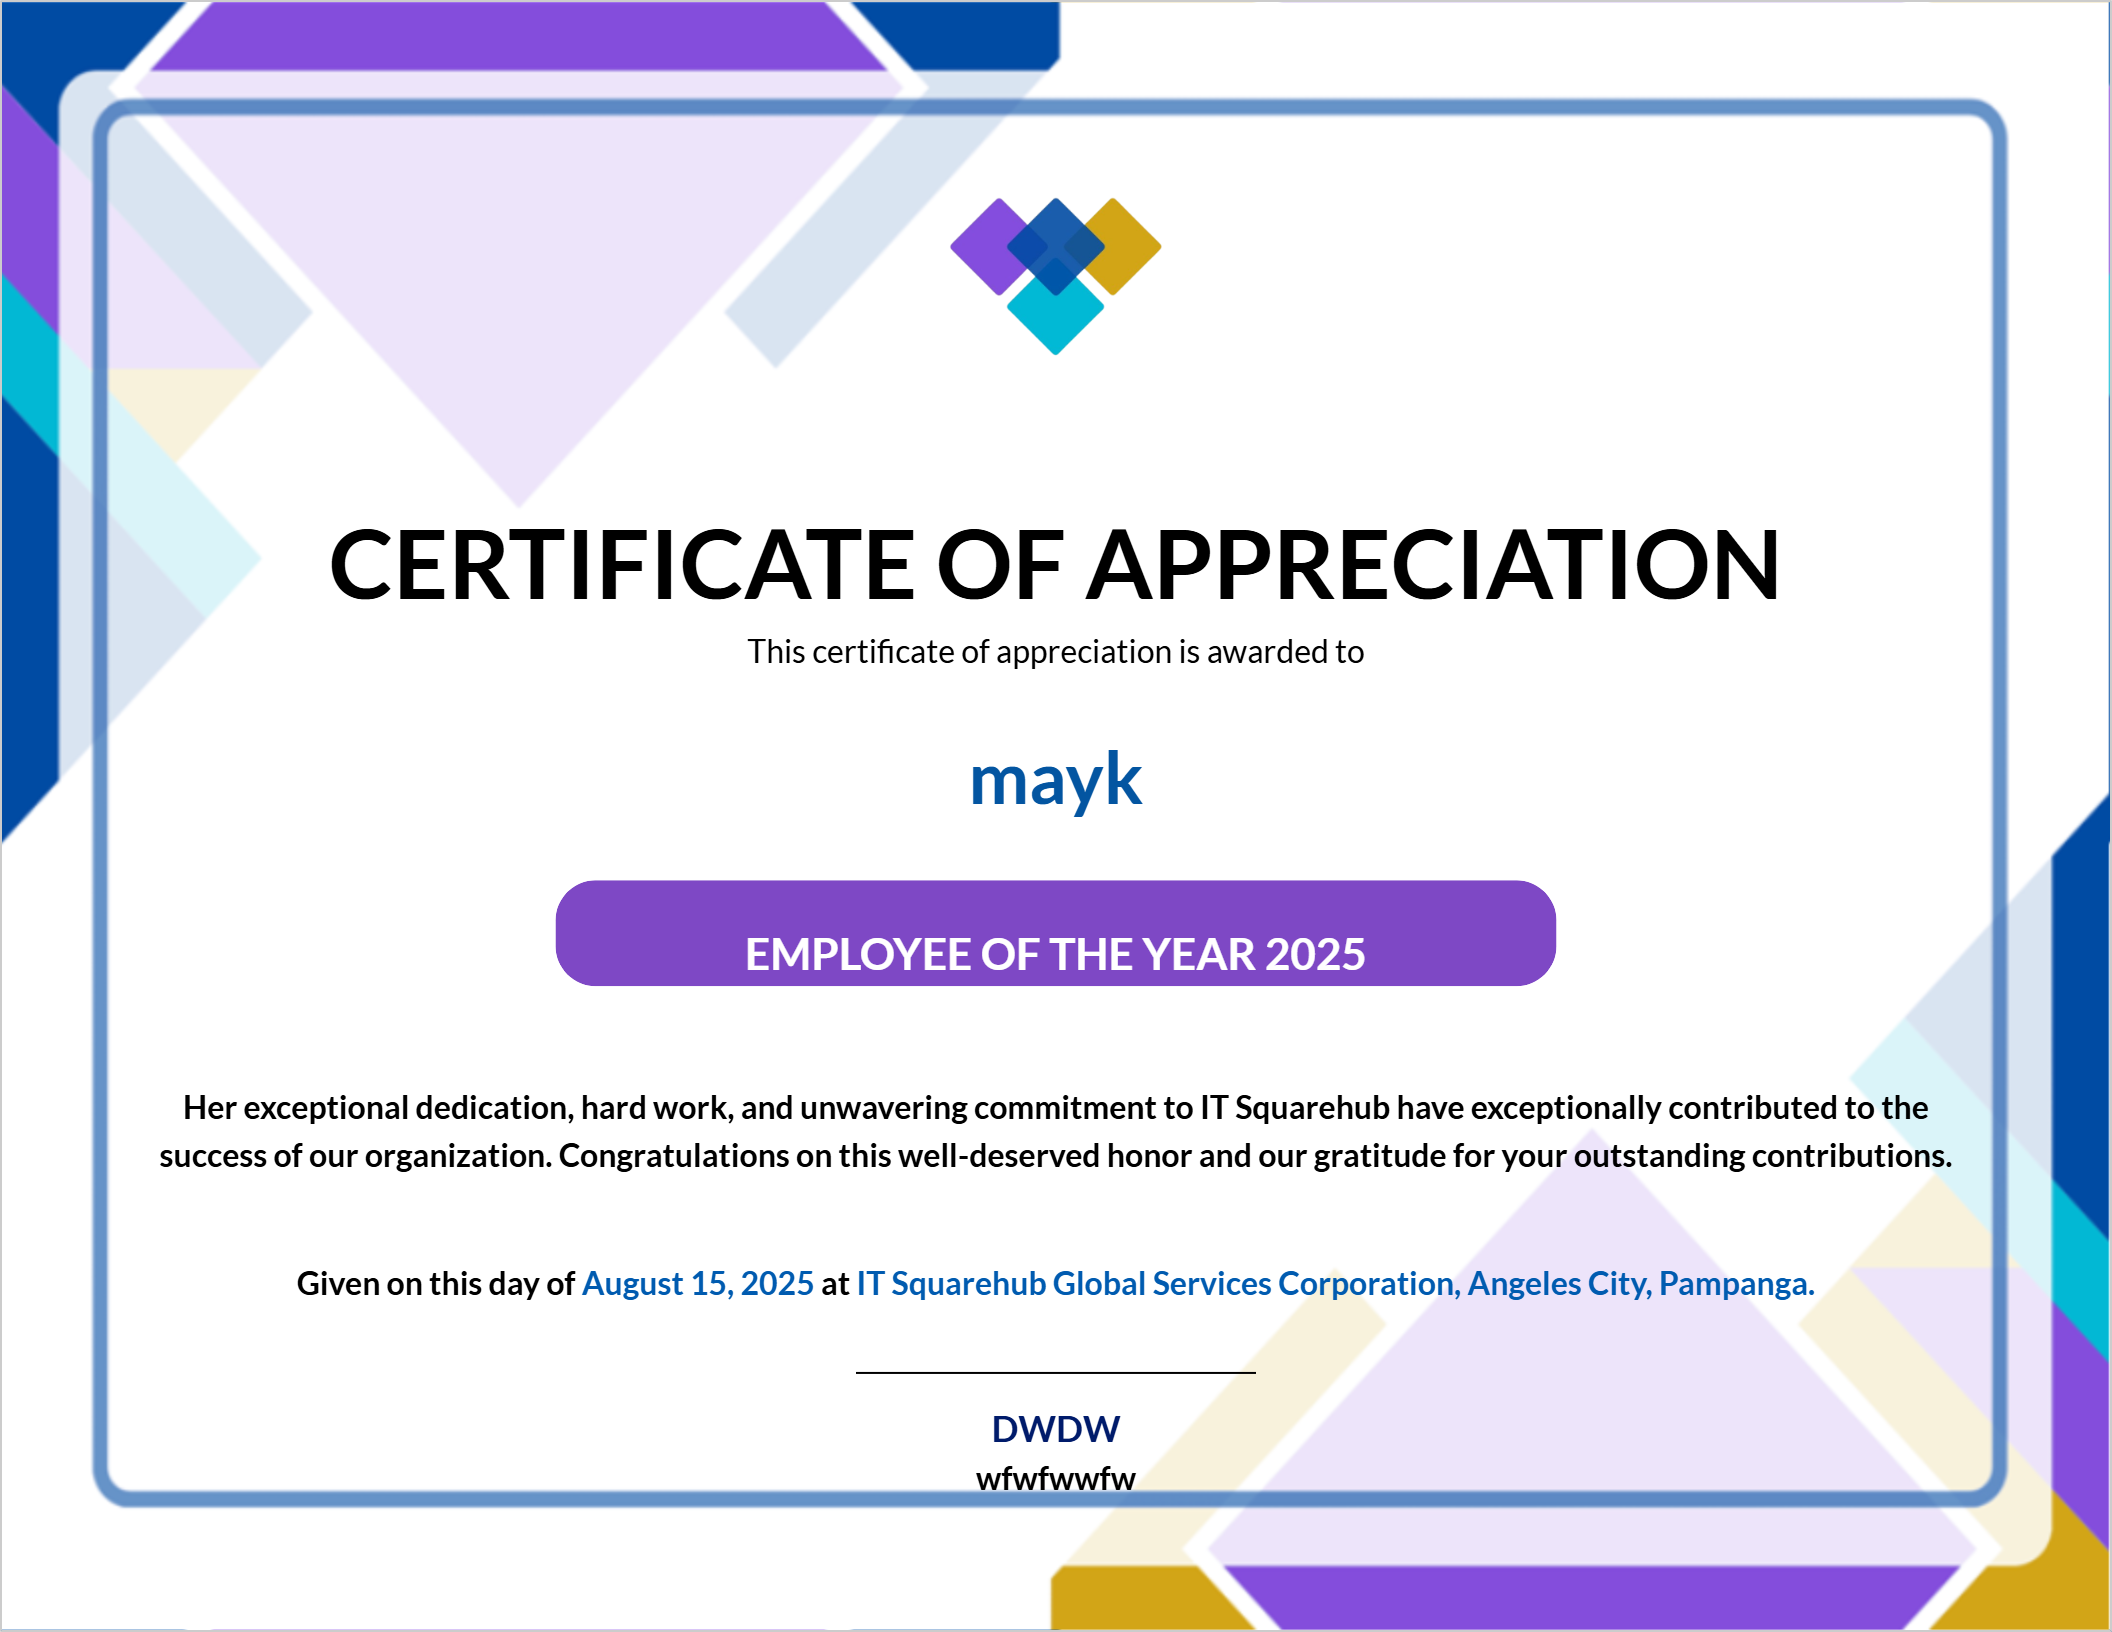 CERTIFICATE OF APPRECIATION
This certificate of appreciation is awarded to
mayk
EMPLOYEE OF THE YEAR 2025
Her exceptional dedication, hard work, and unwavering commitment to IT Squarehub have exceptionally contributed to the
success of our organization. Congratulations on this well-deserved honor and our gratitude for your outstanding contributions.
Given on this day of August 15, 2025 at IT Squarehub Global Services Corporation, Angeles City, Pampanga.
DWDW
wfwfwwfw